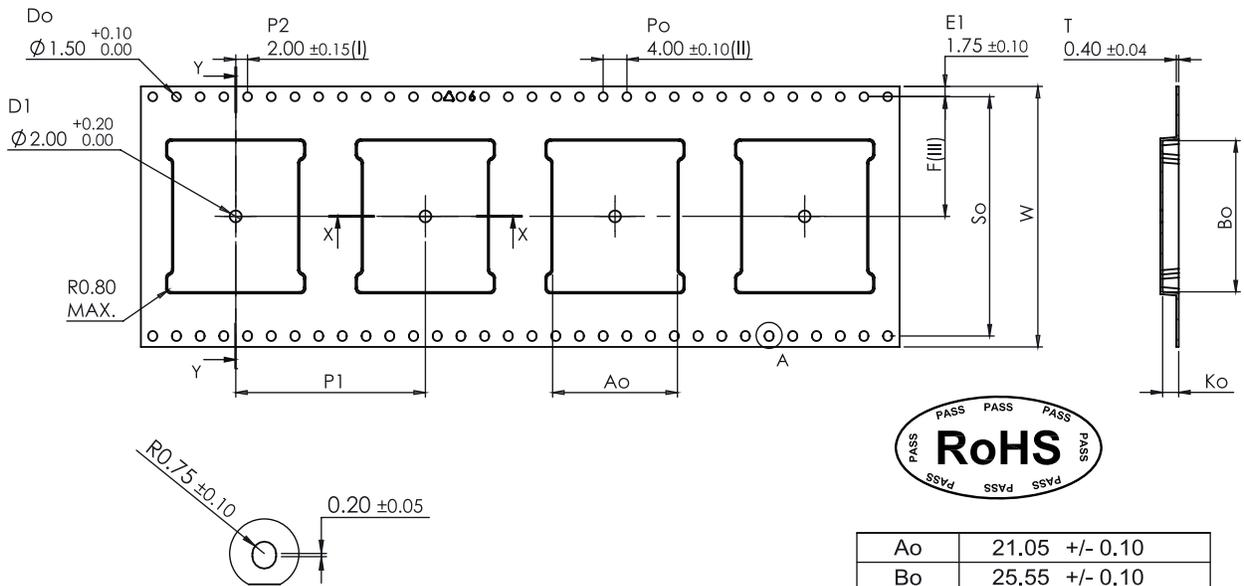 Do
Ø 1.50 +0.10 0.00
P2
2.00 ±0.15(I)
Po
4.00 ±0.10(II)
E1
1.75 ±0.10
T
0.40 ±0.04
Y
D1
Ø 2.00 +0.20 0.00
6
F(III)
So
W
Bo
X
X
R0.80
MAX.
Y
A
P1
Ao
Ko
PASS PASS PASS
PASS RoHS PASS
PASS PASS PASS
R0.75 ±0.10
0.20 ±0.05
Ao 21.05 +/- 0.10
Bo 25.55 +/- 0.10